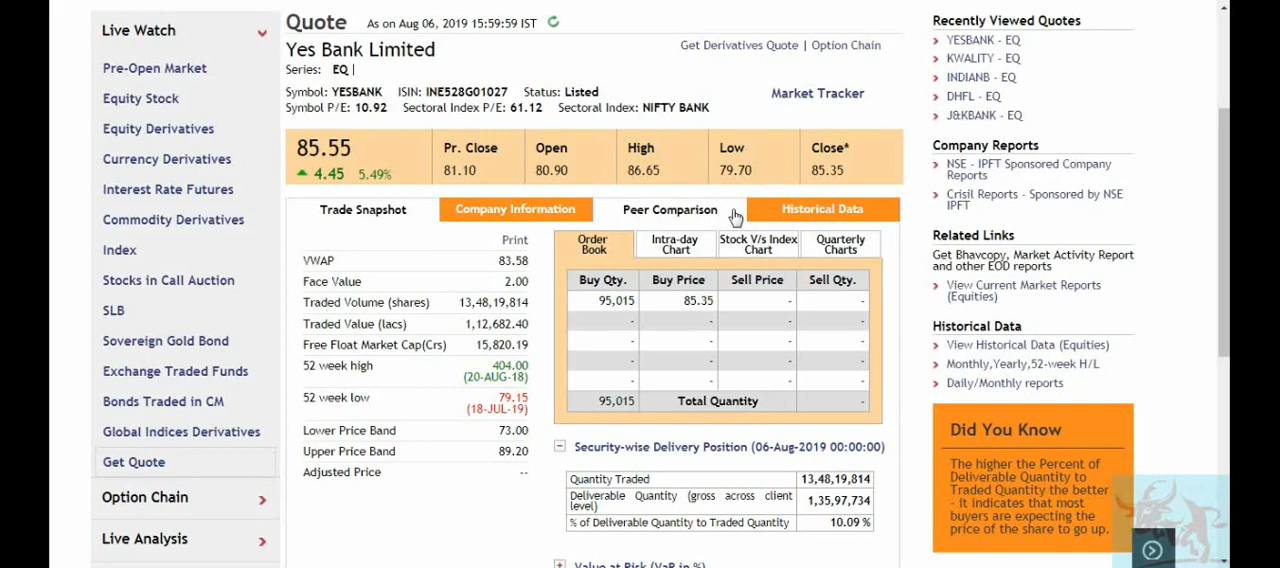 Live Watch
Pre-Open Market
Equity Stock
Equity Derivatives
Currency Derivatives
Interest Rate Futures
Commodity Derivatives
Index
Stocks in Call Auction
SLB
Sovereign Gold Bond
Exchange Traded Funds
Bonds Traded in CM
Global Indices Derivatives
Get Quote
Option Chain
Live Analysis
Quote As on Aug 06, 2019 15:59:59 IST
Yes Bank Limited
Get Derivatives Quote | Option Chain
Series: EQ |
Symbol: YESBANK ISIN: INE528G01027 Status: Listed
Market Tracker
Symbol P/E: 10.92 Sectoral Index P/E: 61.12 Sectoral Index: NIFTY BANK
85.55 Pr. Close Open High Low Close*
4.45 5.49% 81.10 80.90 86.65 79.70 85.35
Trade Snapshot Company Information Peer Comparison Historical Data
Print
VWAP 83.58
Face Value 2.00
Traded Volume (shares) 13,48,19,814
Traded Value (lacs) 1,12,682.40
Free Float Market Cap(Crs) 15,820.19
52 week high 404.00
(20-AUG-18)
52 week low 79.15
(18-JUL-19)
Lower Price Band 73.00
Upper Price Band 89.20
Adjusted Price --
Order Book
Intra-day Chart
Stock V/s Index Chart
Quarterly Charts
Buy Qty. Buy Price Sell Price Sell Qty.
95,015 85.35 - -
- - - -
- - - -
- - - -
- - - -
95,015 Total Quantity -
Security-wise Delivery Position (06-Aug-2019 00:00:00)
Quantity Traded 13,48,19,814
Deliverable Quantity (gross across client
level) 1,35,97,734
% of Deliverable Quantity to Traded Quantity 10.09 %
Value at Risk (VaR in %)
Recently Viewed Quotes
YESBANK - EQ
KWALITY - EQ
INDIANB - EQ
DHFL - EQ
J&KBANK - EQ
Company Reports
NSE - IPFT Sponsored Company
Reports
Crisil Reports - Sponsored by NSE
IPFT
Related Links
Get Bhavcopy, Market Activity Report
and other EOD reports
View Current Market Reports
(Equities)
Historical Data
View Historical Data (Equities)
Monthly,Yearly,52-week H/L
Daily/Monthly reports
Did You Know
The higher the Percent of
Deliverable Quantity to
Traded Quantity the better
- it indicates that most
buyers are expecting the
price of the share to go up.